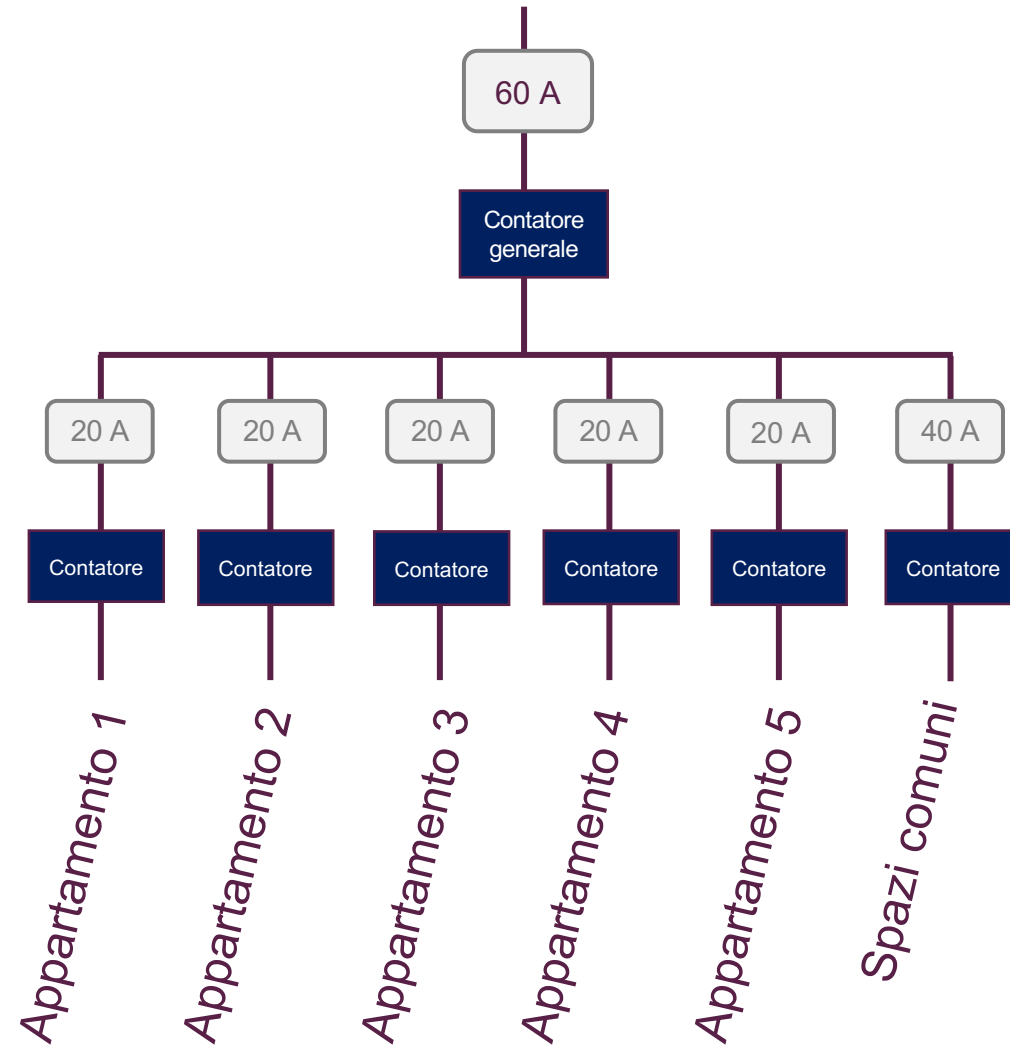 60 A
Contatore
generale
20 A
20 A
20 A
20 A
20 A
40 A
Contatore
Contatore
Contatore
Contatore
Contatore
Contatore
Appartamento 1
Appartamento 2
Appartamento 3
Appartamento 4
Appartamento 5
Spazi comuni